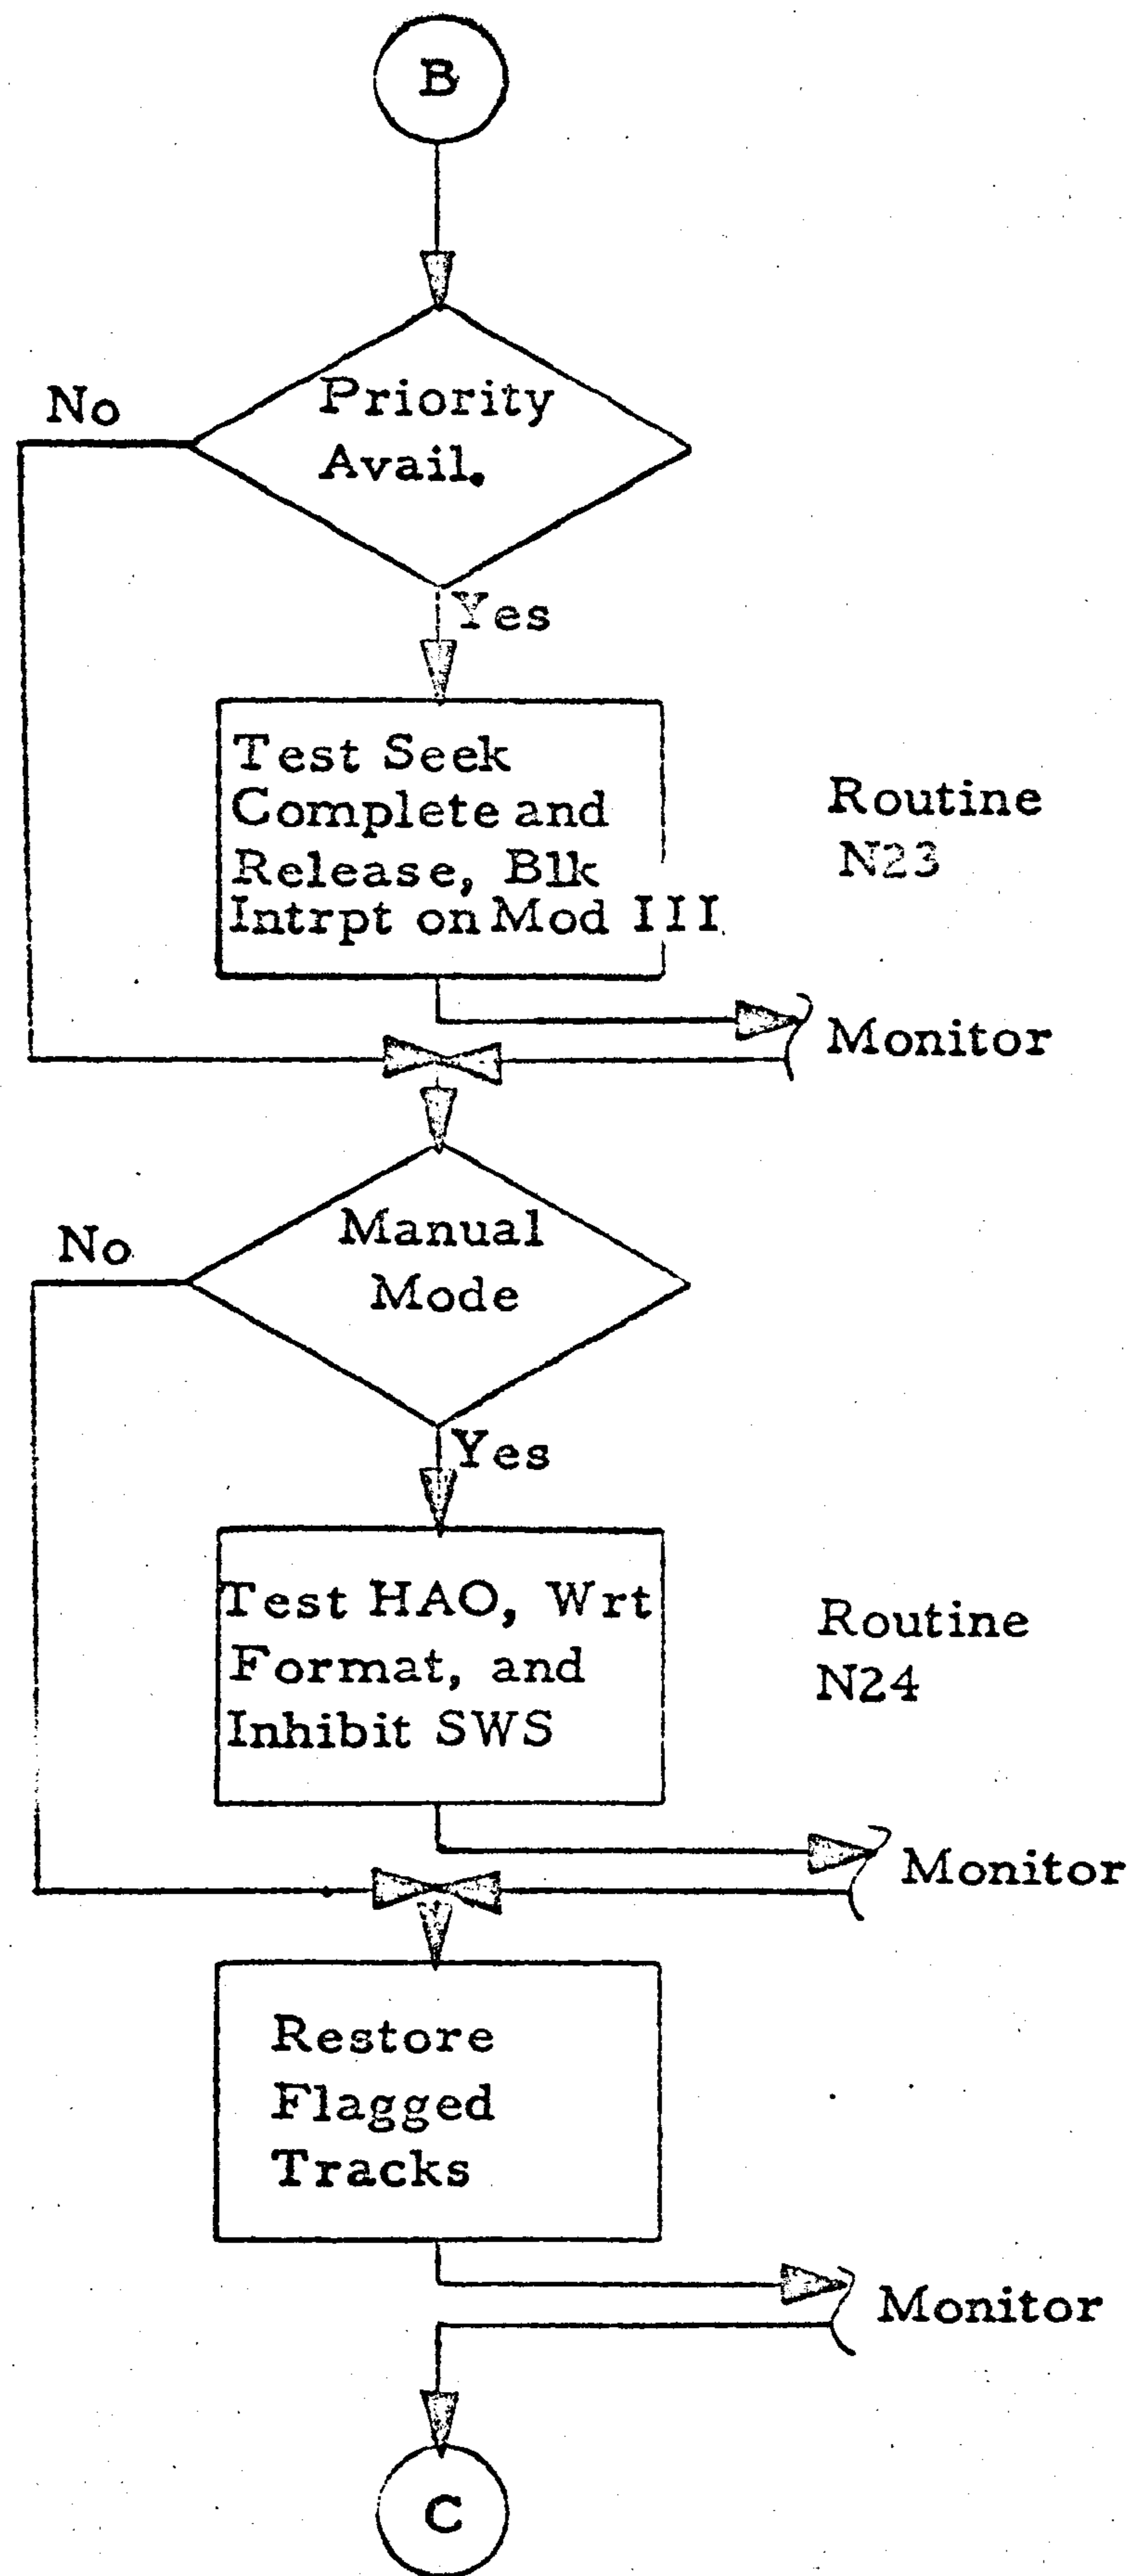 B
Priority
Avail.
No
Yes
Test Seek
Complete and
Release, Blk
Intrpt on Mod III
Routine
N23
Monitor
Manual
Mode
No
Yes
Test HAO, Wrt
Format, and
Inhibit SWS
Routine
N24
Monitor
Restore
Flagged
Tracks
Monitor
C